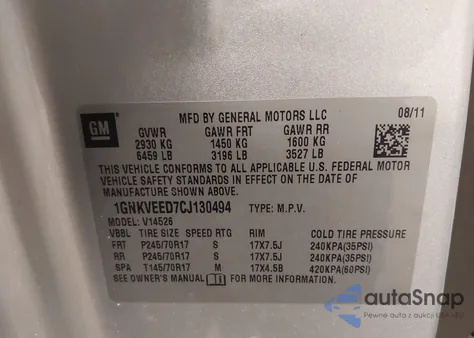 GM
MFD BY GENERAL MOTORS LLC 08/11
GVWR GAWR FRT GAWR RR
2930 KG 1450 KG 1600 KG
6459 LB 3196 LB 3527 LB
THIS VEHICLE CONFORMS TO ALL APPLICABLE U.S. FEDERAL MOTOR
VEHICLE SAFETY STANDARDS IN EFFECT ON THE DATE OF
MANUFACTURE SHOWN ABOVE.
1GNKVEED7CJ130494 TYPE: M.P.V.
MODEL: V14526
VBBL TIRE SIZE SPEED RTG RIM COLD TIRE PRESSURE
FRT P245/70R17 S 17X7.5J 240KPA(35PSI)
RR P245/70R17 S 17X7.5J 240KPA(35PSI)
SPA T145/70R17 M 17X4.5B 420KPA(60PSI)
SEE OWNER'S MANUAL FOR MORE INFORMATION.
autoSnap
Pewne auta z aukcji USA